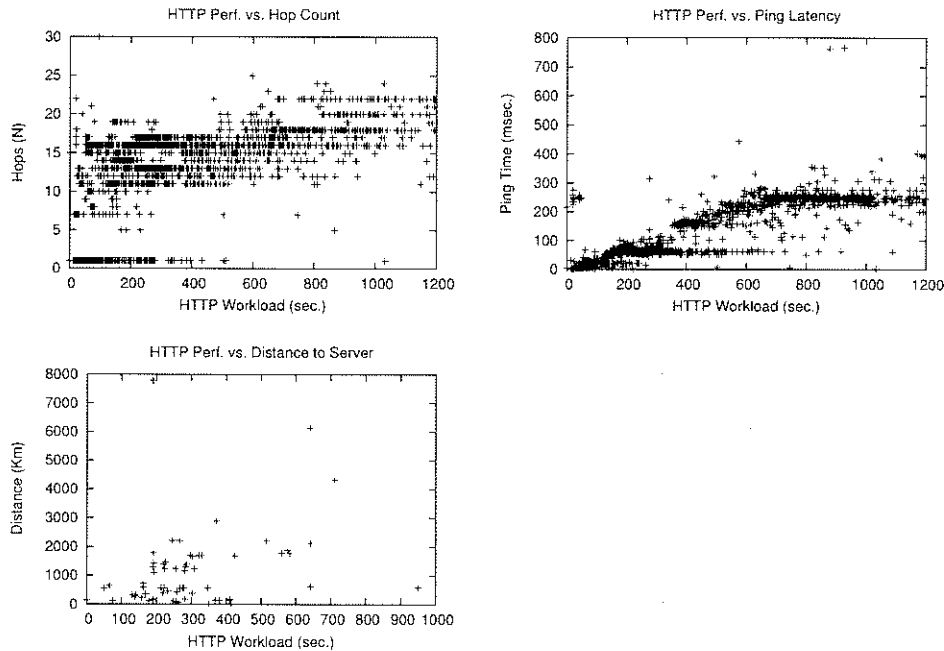 HTTP Perf. vs. Hop Count
30
25
20
15
10
5
0
Hops (N)
0 200 400 600 800 1000 1200
HTTP Workload (sec.)
HTTP Perf. vs. Ping Latency
800
700
600
500
400
300
200
100
0
Ping Time (msec.)
0 200 400 600 800 1000 1200
HTTP Workload (sec.)
HTTP Perf. vs. Distance to Server
8000
7000
6000
5000
4000
3000
2000
1000
0
Distance (Km)
0 100 200 300 400 500 600 700 800 900 1000
HTTP Workload (sec.)